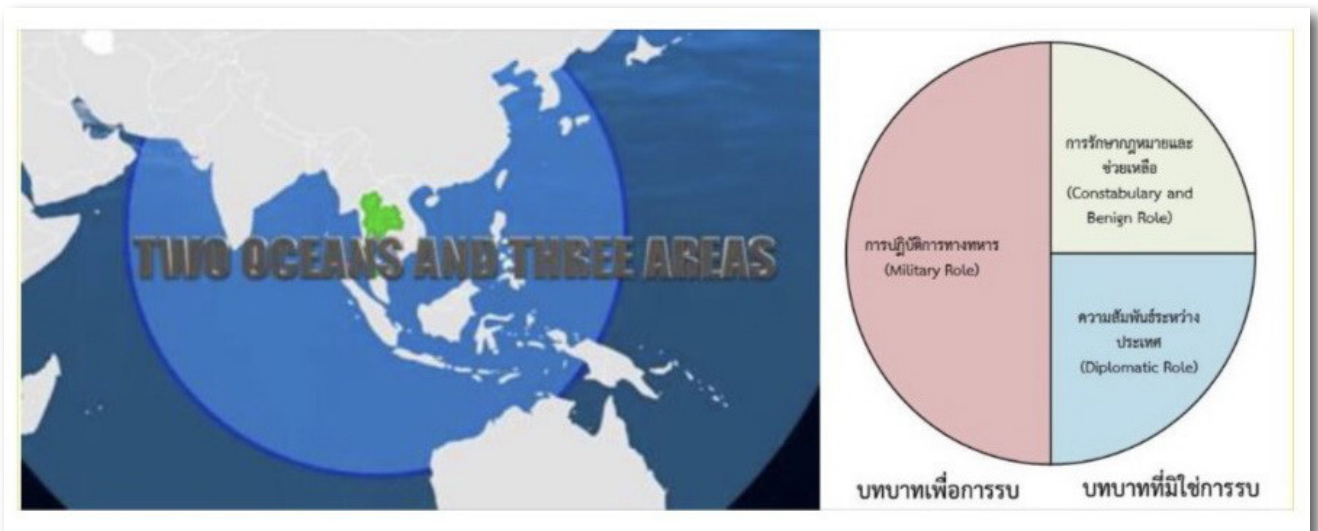 TWO OCEANS AND THREE AREAS
การปฏิบัติการทางทหาร
(Military Role)
การรักษากฎหมายและ
ช่วยเหลือ
(Constabulary and
Benign Role)
ความสัมพันธ์ระหว่าง
ประเทศ
(Diplomatic Role)
บทบาทเพื่อการรบ
บทบาทที่มิใช่การรบ